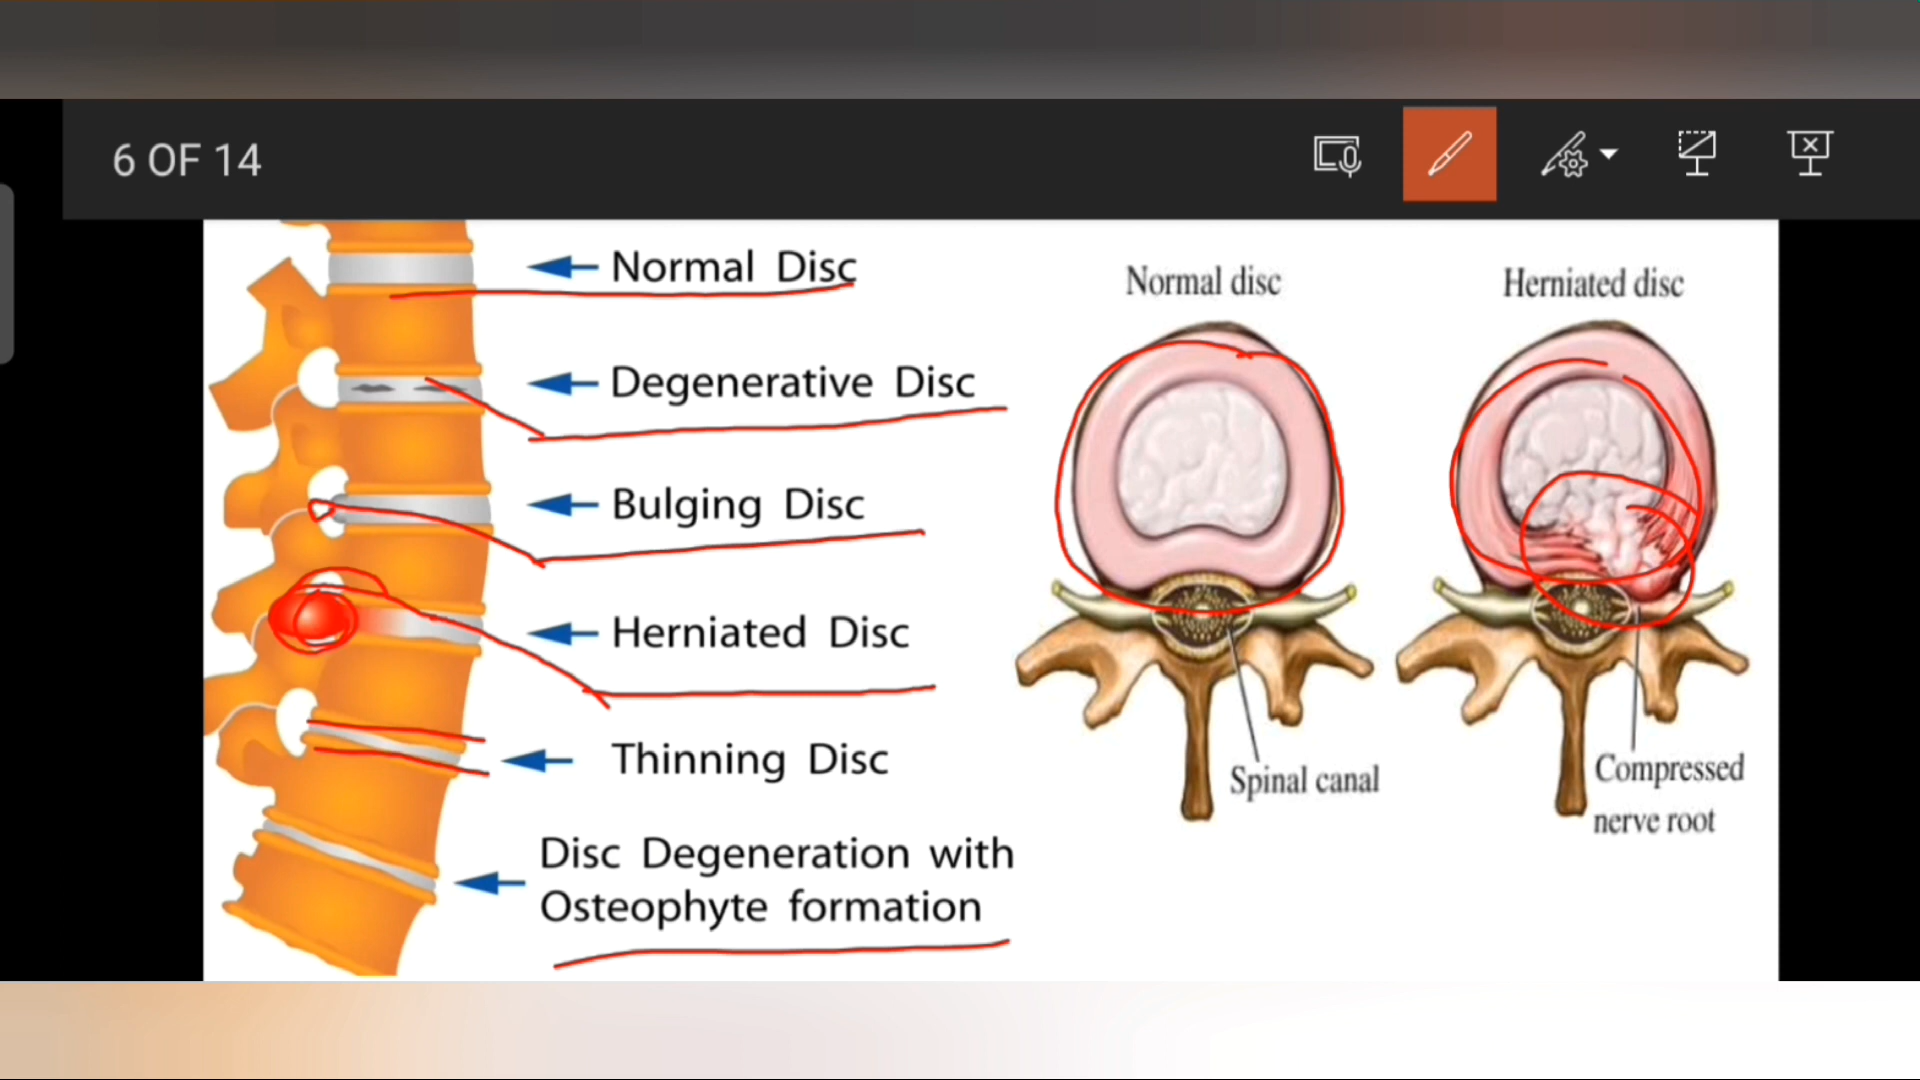 6 OF 14
Normal Disc
Degenerative Disc
Bulging Disc
Herniated Disc
Thinning Disc
Disc Degeneration with
Osteophyte formation
Normal disc
Spinal canal
Herniated disc
Compressed
nerve root